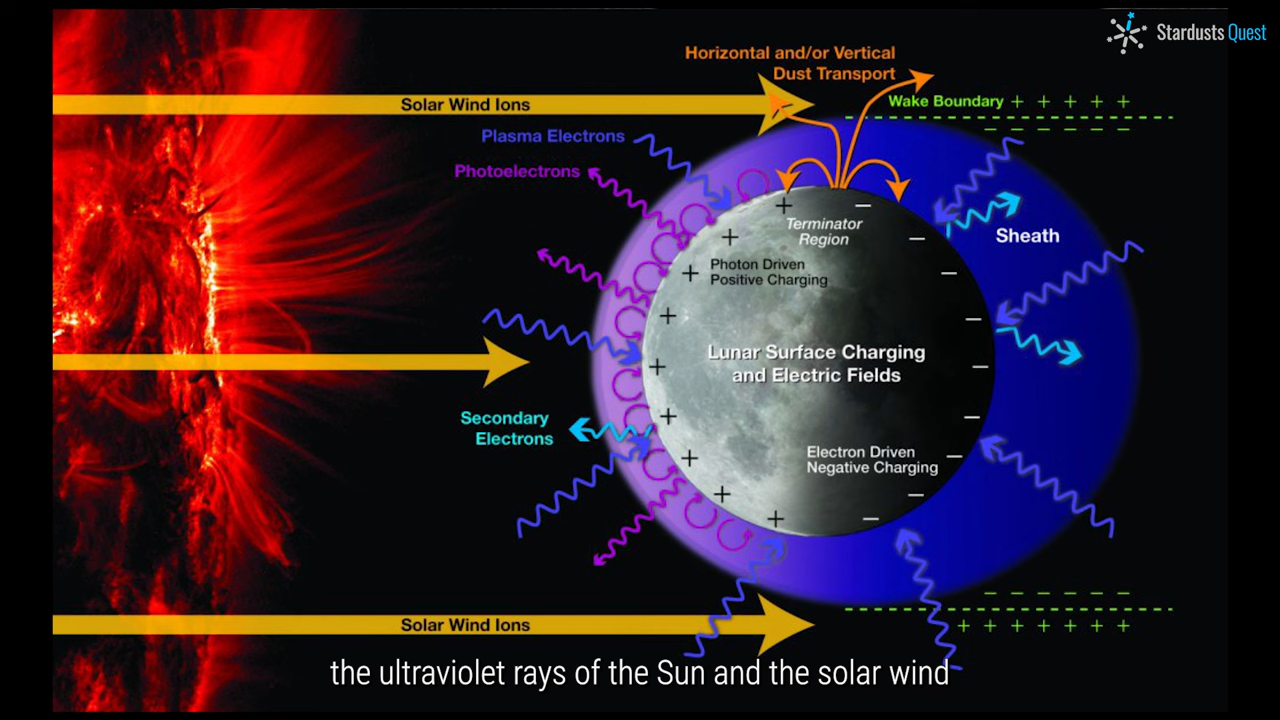 Stardusts Quest
Horizontal and/or Vertical
Dust Transport
Solar Wind Ions
Wake Boundary + + + + +
− − − − − −
Plasma Electrons
Photoelectrons
+ −
Terminator
Region
Sheath
+ −
Photon Driven
Positive Charging
+ −
+ −
Lunar Surface Charging
and Electric Fields
+ −
Secondary
Electrons
+ −
Electron Driven
Negative Charging
+ −
+ −
+ −
− − − − − −
Solar Wind Ions
+ + + + + + +
the ultraviolet rays of the Sun and the solar wind